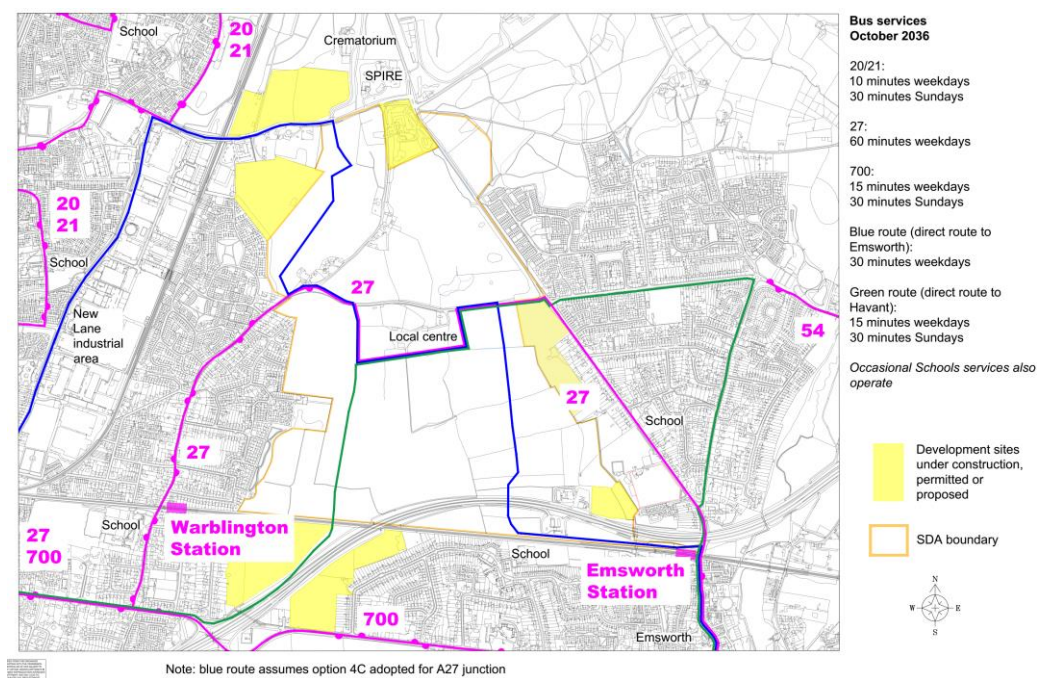 School
20
21
Crematorium
SPIRE
20
21
School
New
Lane
industrial
area
27
Local centre
27
School
54
27
School
Warblington
Station
27
700
School
Emsworth
Station
700
Emsworth
Note: blue route assumes option 4C adopted for A27 junction
Bus services
October 2036
20/21:
10 minutes weekdays
30 minutes Sundays
27:
60 minutes weekdays
700:
15 minutes weekdays
30 minutes Sundays
Blue route (direct route to
Emsworth):
30 minutes weekdays
Green route (direct route to
Havant):
15 minutes weekdays
30 minutes Sundays
Occasional Schools services also
operate
Development sites
under construction,
permitted or
proposed
SDA boundary
N
W
E
S